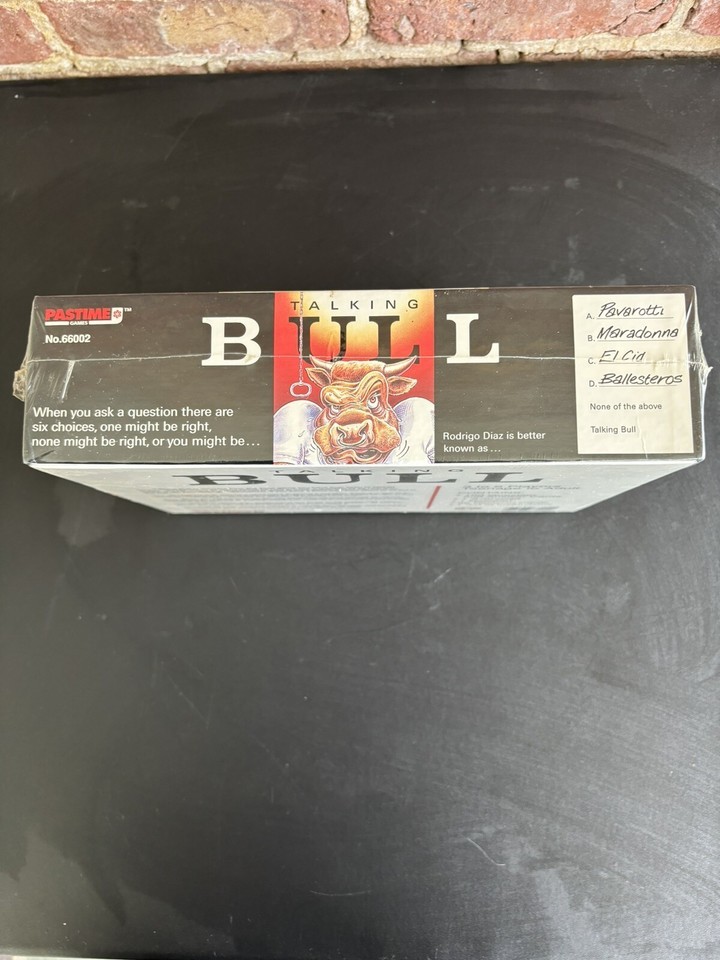 PASTIME
GAMES
TM
No.66002
When you ask a question there are
six choices, one might be right,
none might be right, or you might be...
TALKING
BULL
Rodrigo Diaz is better
known as...
A. Pavarotti
B. Maradonna
C. El Cid
D. Ballesteros
None of the above
Talking Bull
TALKING
BULL